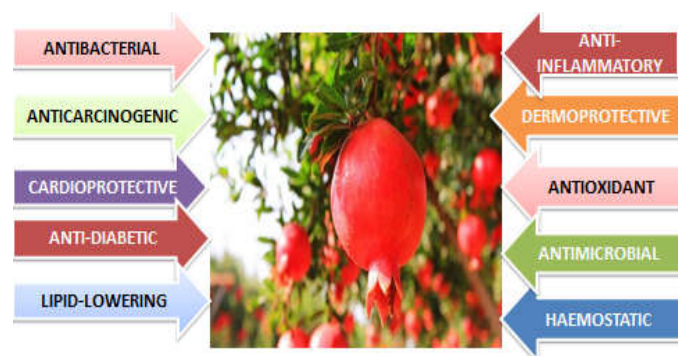 ANTIBACTERIAL
ANTICARCINOGENIC
CARDIOPROTECTIVE
ANTI-DIABETIC
LIPID-LOWERING
ANTI-
INFLAMMATORY
DERMOPROTECTIVE
ANTIOXIDANT
ANTIMICROBIAL
HAEMOSTATIC